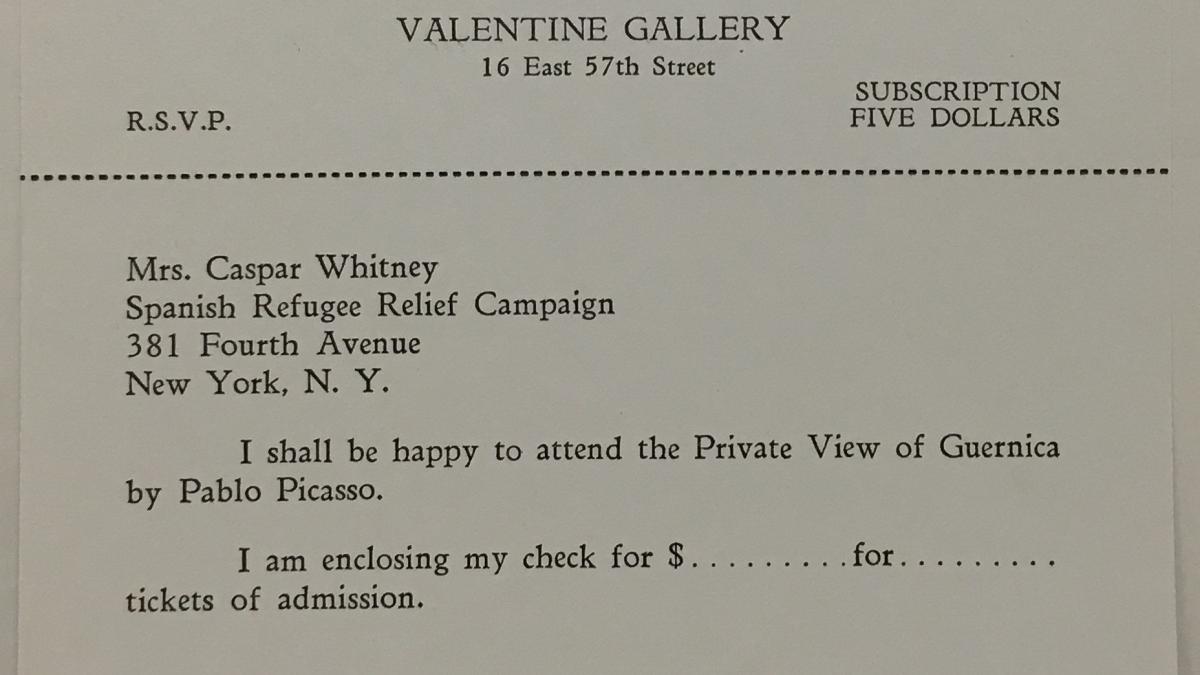 VALENTINE GALLERY
16 East 57th Street
SUBSCRIPTION
R.S.V.P.
FIVE DOLLARS
Mrs. Caspar Whitney
Spanish Refugee Relief Campaign
381 Fourth Avenue
New York, N. Y.
I shall be happy to attend the Private View of Guernica
by Pablo Picasso.
I am enclosing my check for $.........for.........
tickets of admission.